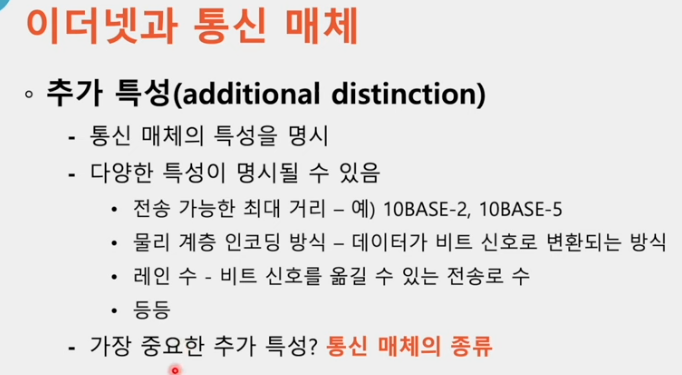 이더넷과 통신 매체
◦ 추가 특성(additional distinction)
- 통신 매체의 특성을 명시
- 다양한 특성이 명시될 수 있음
• 전송 가능한 최대 거리 – 예) 10BASE-2, 10BASE-5
• 물리 계층 인코딩 방식 – 데이터가 비트 신호로 변환되는 방식
• 레인 수 - 비트 신호를 옮길 수 있는 전송로 수
• 등등
- 가장 중요한 추가 특성? 통신 매체의 종류